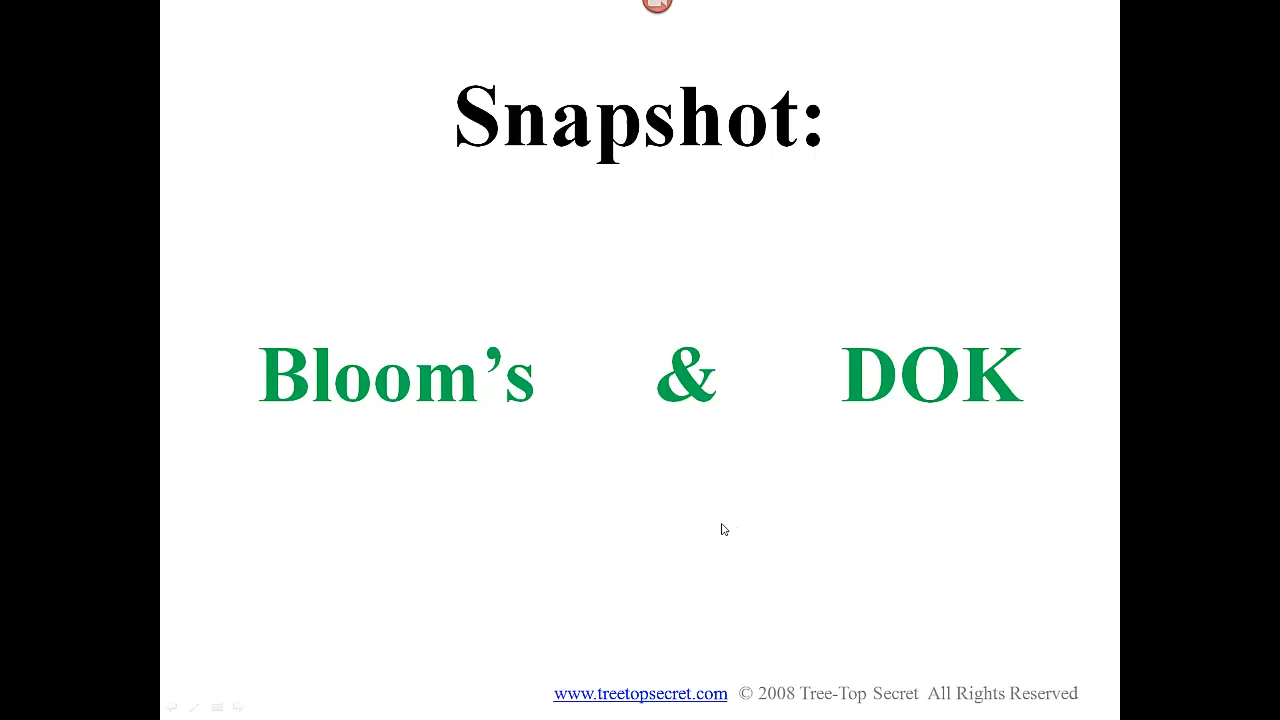 Snapshot:
Bloom’s & DOK
www.treetopsecret.com © 2008 Tree-Top Secret All Rights Reserved